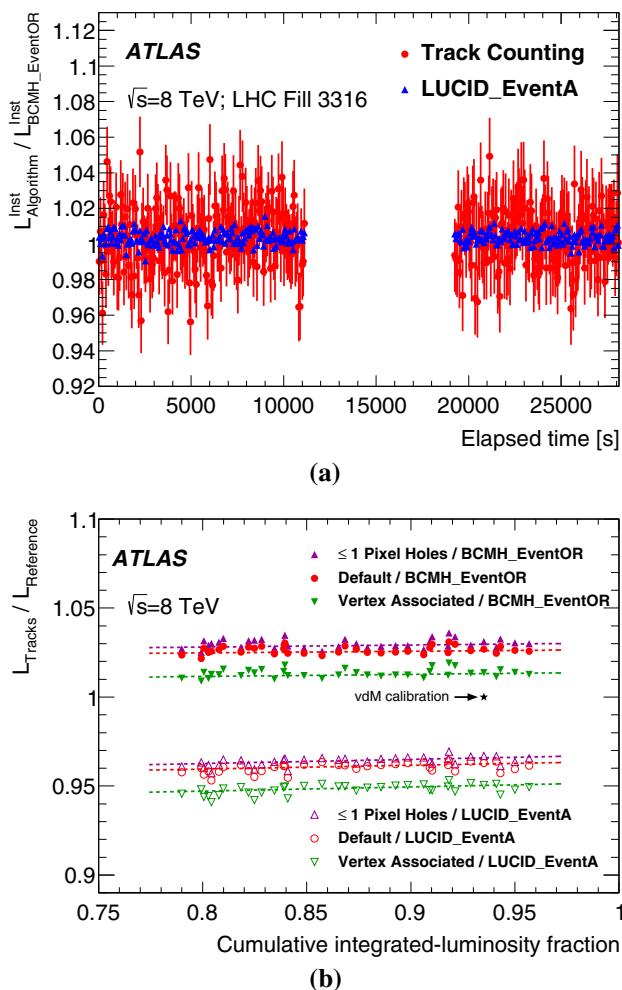 (a)
L^Inst_Algorithm / L^Inst_BCMH_EventOR
1.12
1.1
1.08
1.06
1.04
1.02
1
0.98
0.96
0.94
0.92
ATLAS
Track Counting
LUCID_EventA
√s=8 TeV; LHC Fill 3316
0 5000 10000 15000 20000 25000
Elapsed time [s]
(a)
L_Tracks / L_Reference
1.1
1.05
1
0.95
0.9
ATLAS
√s=8 TeV
≤ 1 Pixel Holes / BCMH_EventOR
Default / BCMH_EventOR
Vertex Associated / BCMH_EventOR
vdM calibration
≤ 1 Pixel Holes / LUCID_EventA
Default / LUCID_EventA
Vertex Associated / LUCID_EventA
0.75 0.8 0.85 0.9 0.95 1
Cumulative integrated-luminosity fraction
(b)